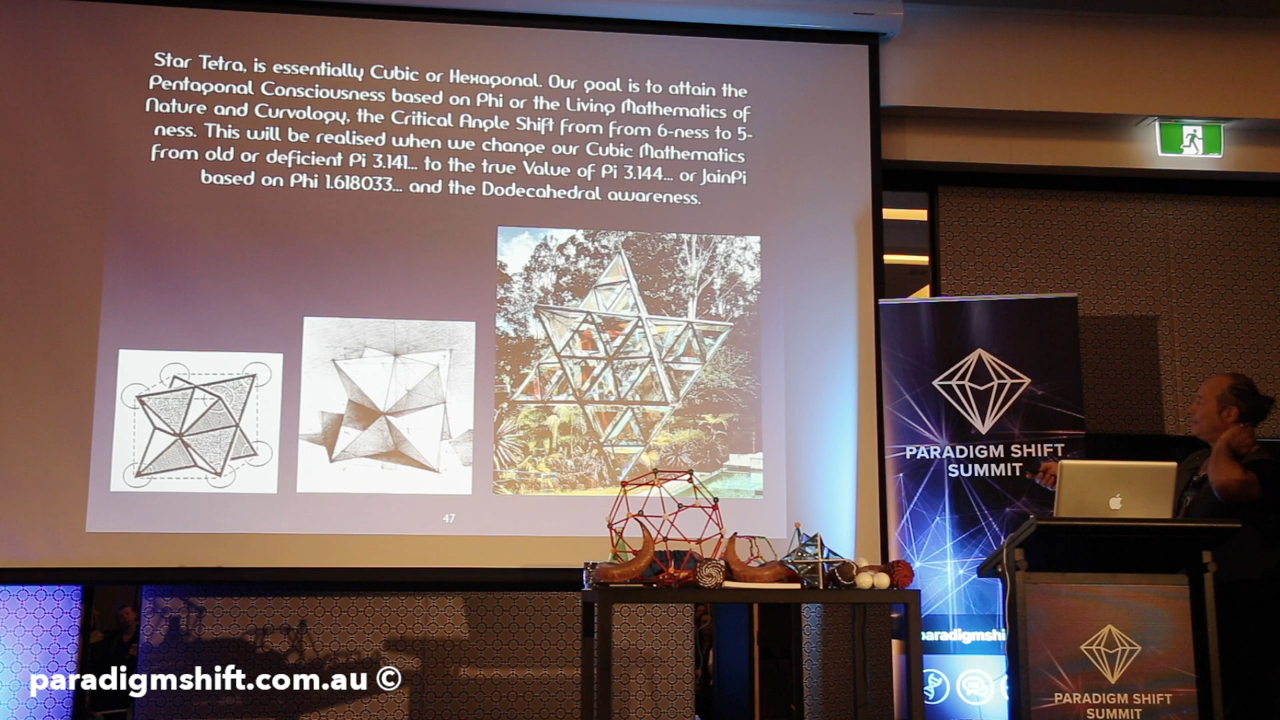 Star Tetra, is essentially Cubic or Hexagonal. Our goal is to attain the
Pentagonal Consciousness based on Phi or the Living Mathematics of
Nature and Curvology, the Critical Angle Shift from from 6-ness to 5-
ness. This will be realised when we change our Cubic Mathematics
from old or deficient Pi 3.141... to the true Value of Pi 3.144... or JainPi
based on Phi 1.618033... and the Dodecahedral awareness.
47
PARADIGM SHIFT
SUMMIT
paradigmshi
PARADIGM SHIFT
SUMMIT
paradigmshift.com.au ©